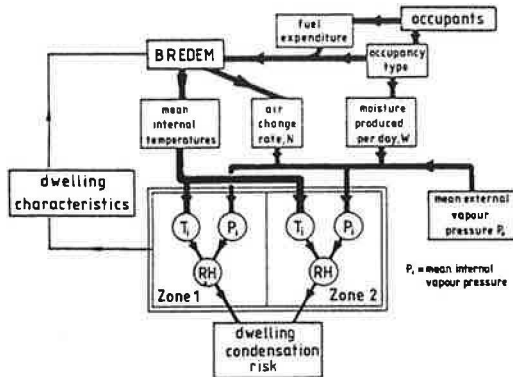 occupants
fuel
expenditure
BREDEM
occupancy
type
mean
internal
temperatures
air
change
rate, N
moisture
produced
per day, W
dwelling
characteristics
mean external
vapour
pressure Pₑ
Tᵢ
Pᵢ
Tᵢ
Pᵢ
Pᵢ =mean internal
vapour pressure
RH
RH
Zone 1
Zone 2
dwelling
condensation
risk